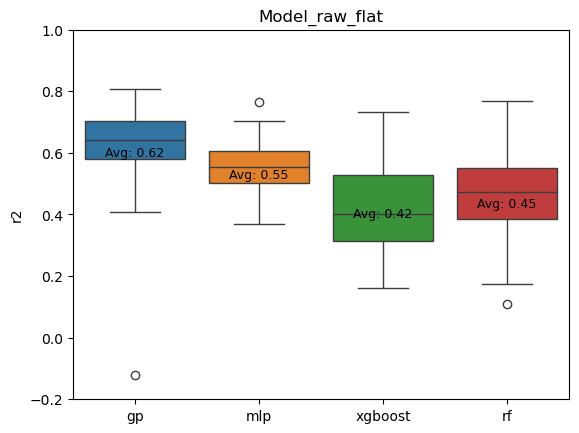 Model_raw_flat
1.0
0.8
0.6
0.4
0.2
0.0
−0.2
r2
Avg: 0.62
Avg: 0.55
Avg: 0.42
Avg: 0.45
gp
mlp
xgboost
rf